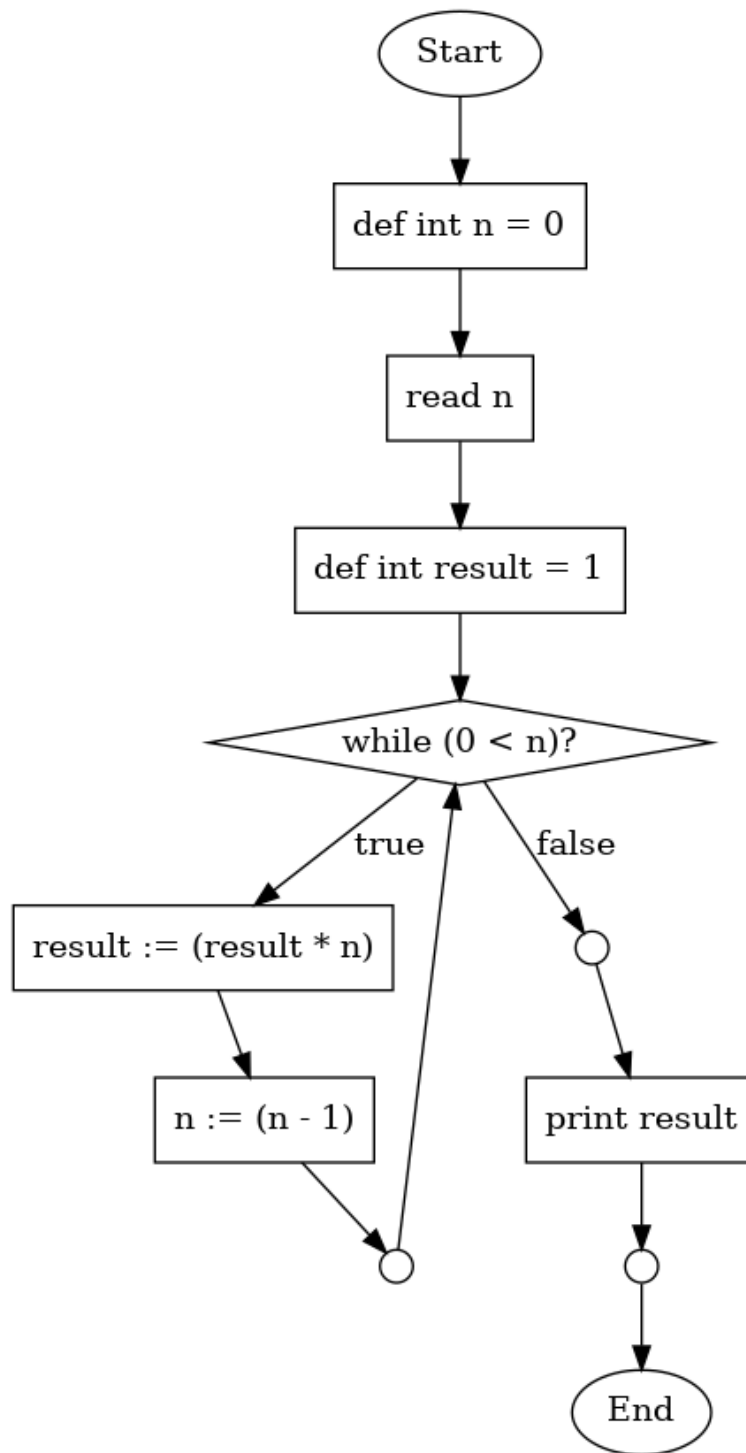 Start
def int n = 0
read n
def int result = 1
while (0 < n)?
true
false
result := (result * n)
n := (n - 1)
print result
End